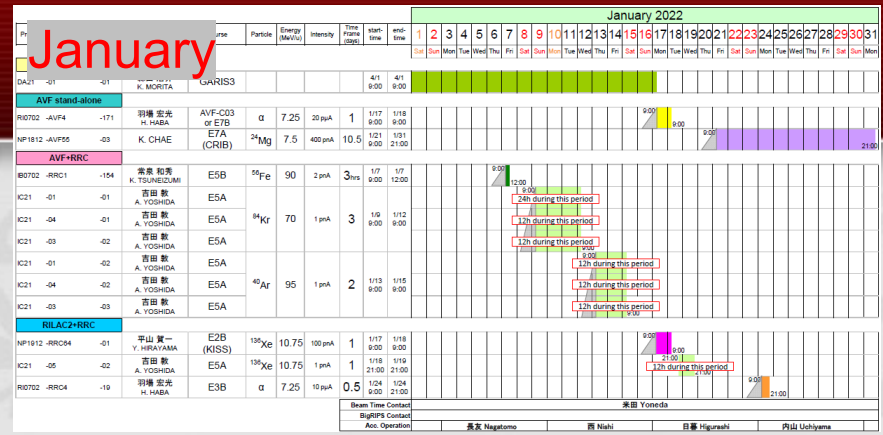 January
January 2022
Pr urse Particle Energy (MeV/u) Intensity Time Frame (days) start-time end-time 1 2 3 4 5 6 7 8 9 10 11 12 13 14 15 16 17 18 19 20 21 22 23 24 25 26 27 28 29 30 31
Sat Sun Mon Tue Wed Thu Fri Sat Sun Mon Tue Wed Thu Fri Sat Sun Mon Tue Wed Thu Fri Sat Sun Mon Tue Wed Thu Fri Sat Sun Mon
DA21 -01 -01 K. MORITA GARIS3 4/1 9:00 4/1 9:00
AVF stand-alone
RI0702 -AVF4 -171 羽場 宏光 H. HABA AVF-C03 or E7B α 7.25 20 pμA 1 1/17 9:00 1/18 9:00 9:00 9:00
NP1812 -AVF55 -03 K. CHAE E7A (CRIB) 24Mg 7.5 400 pnA 10.5 1/21 9:00 1/31 21:00 9:00 21:00
AVF+RRC
IB0702 -RRC1 -154 常泉 和秀 K. TSUNEIZUMI E5B 56Fe 90 2 pnA 3hrs 1/7 9:00 1/7 12:00 9:00 12:00
IC21 -01 -01 吉田 敦 A. YOSHIDA E5A 9:00 24h during this period
IC21 -04 -01 吉田 敦 A. YOSHIDA E5A 84Kr 70 1 pnA 3 1/9 9:00 1/12 9:00 12h during this period
IC21 -03 -02 吉田 敦 A. YOSHIDA E5A 12h during this period 9:00
IC21 -01 -02 吉田 敦 A. YOSHIDA E5A 9:00 12h during this period
IC21 -04 -02 吉田 敦 A. YOSHIDA E5A 40Ar 95 1 pnA 2 1/13 9:00 1/15 9:00 12h during this period
IC21 -03 -03 吉田 敦 A. YOSHIDA E5A 12h during this period 9:00
RILAC2+RRC
NP1912 -RRC64 -01 平山 賀一 Y. HIRAYAMA E2B (KISS) 136Xe 10.75 100 pnA 1 1/17 9:00 1/18 9:00 9:00 9:00
IC21 -05 -02 吉田 敦 A. YOSHIDA E5A 136Xe 10.75 1 pnA 1 1/18 21:00 1/19 21:00 21:00 12h during this period 21:00
RI0702 -RRC4 -19 羽場 宏光 H. HABA E3B α 7.25 10 pμA 0.5 1/24 9:00 1/24 21:00 9:00 21:00
Beam Time Contact 米田 Yoneda
BigRIPS Contact
Acc. Operation 長友 Nagatomo 西 Nishi 日暮 Higurashi 内山 Uchiyama